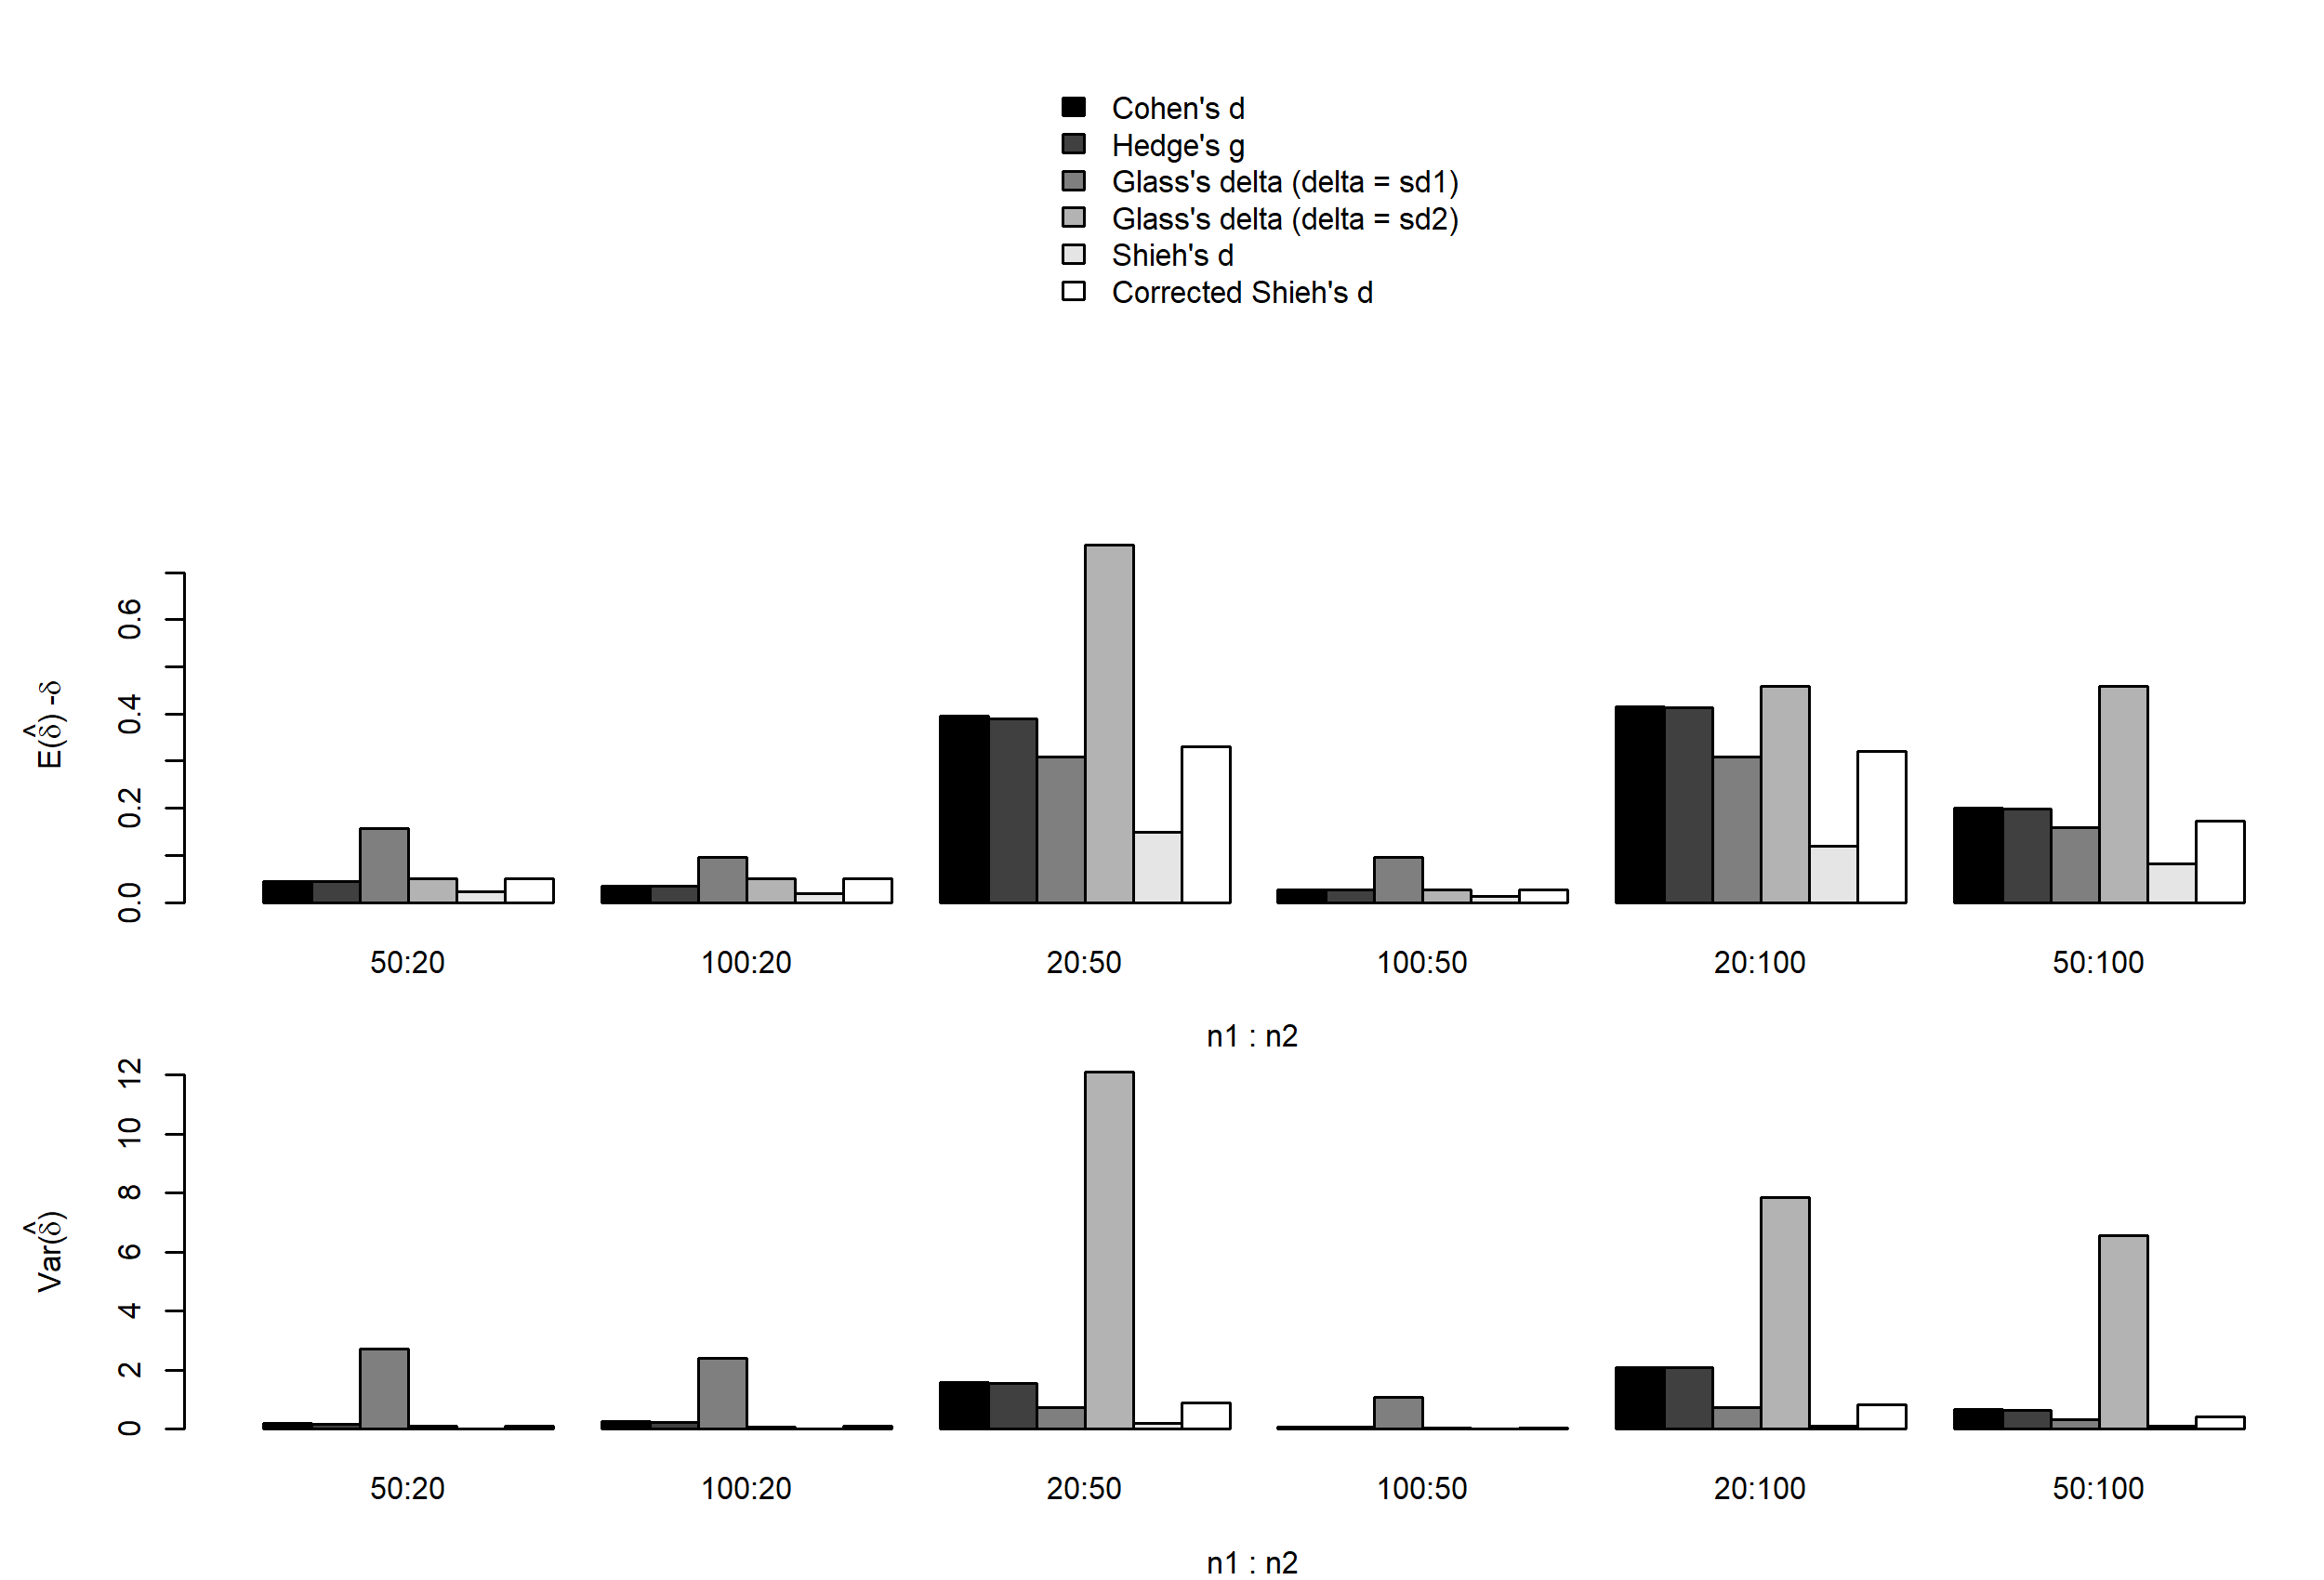 Cohen's d
Hedge's g
Glass's delta (delta = sd1)
Glass's delta (delta = sd2)
Shieh's d
Corrected Shieh's d
E(δ̂) -δ
0.0 0.2 0.4 0.6
50:20 100:20 20:50 100:50 20:100 50:100
n1 : n2
Var(δ̂)
0 2 4 6 8 10 12
50:20 100:20 20:50 100:50 20:100 50:100
n1 : n2